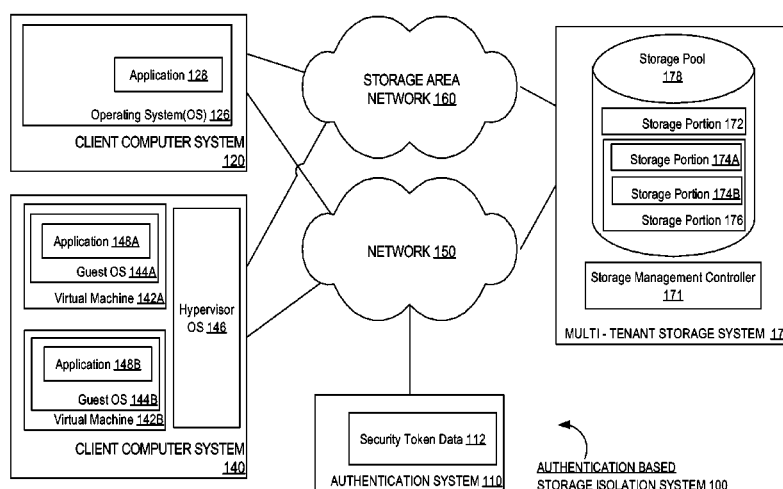 Application 128
Operating System(OS) 126
CLIENT COMPUTER SYSTEM
120
Application 148A
Guest OS 144A
Virtual Machine 142A
Application 148B
Guest OS 144B
Virtual Machine 142B
Hypervisor
OS 146
CLIENT COMPUTER SYSTEM
140
STORAGE AREA
NETWORK 160
NETWORK 150
Security Token Data 112
AUTHENTICATION SYSTEM 110
Storage Pool
178
Storage Portion 172
Storage Portion 174A
Storage Portion 174B
Storage Portion 176
Storage Management Controller
171
MULTI - TENANT STORAGE SYSTEM
AUTHENTICATION BASED
STORAGE ISOLATION SYSTEM 100